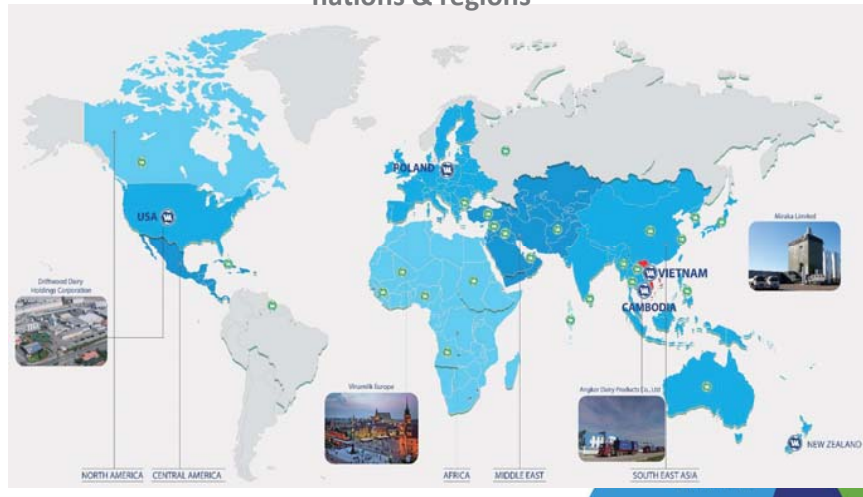 nations & regions
POLAND
USA
Miraka Limited
VIETNAM
CAMBODIA
Driftwood Dairy
Holdings Corporation
Vinamilk Europe
Angkor Dairy Products Co., Ltd
NEW ZEALAND
NORTH AMERICA
CENTRAL AMERICA
AFRICA
MIDDLE EAST
SOUTH EAST ASIA